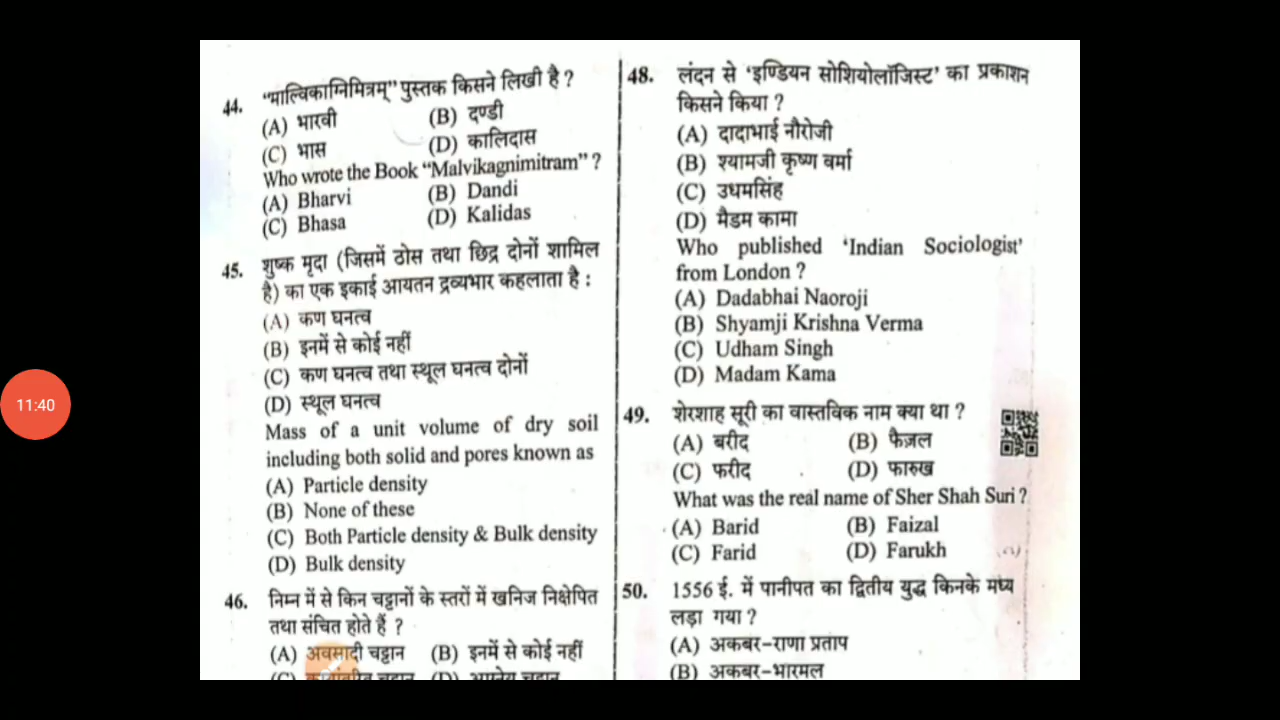 44. “माल्विकाग्निमित्रम्” पुस्तक किसने लिखी है ?
(A) भारवी (B) दण्डी
(C) भास (D) कालिदास
Who wrote the Book “Malvikagnimitram” ?
(A) Bharvi (B) Dandi
(C) Bhasa (D) Kalidas
45. शुष्क मृदा (जिसमें ठोस तथा छिद्र दोनों शामिल
है) का एक इकाई आयतन द्रव्यभार कहलाता है :
(A) कण घनत्व
(B) इनमें से कोई नहीं
(C) कण घनत्व तथा स्थूल घनत्व दोनों
(D) स्थूल घनत्व
Mass of a unit volume of dry soil
including both solid and pores known as
(A) Particle density
(B) None of these
(C) Both Particle density & Bulk density
(D) Bulk density
46. निम्न में से किन चट्टानों के स्तरों में खनिज निक्षेपित
तथा संचित होते हैं ?
(A) अवसादी चट्टान (B) इनमें से कोई नहीं
48. लंदन से ‘इण्डियन सोशियोलॉजिस्ट’ का प्रकाशन
किसने किया ?
(A) दादाभाई नौरोजी
(B) श्यामजी कृष्ण वर्मा
(C) उधमसिंह
(D) मैडम कामा
Who published ‘Indian Sociologist’
from London ?
(A) Dadabhai Naoroji
(B) Shyamji Krishna Verma
(C) Udham Singh
(D) Madam Kama
49. शेरशाह सूरी का वास्तविक नाम क्या था ?
(A) बरीद (B) फैज़ल
(C) फरीद (D) फारुख
What was the real name of Sher Shah Suri ?
(A) Barid (B) Faizal
(C) Farid (D) Farukh
50. 1556 ई. में पानीपत का द्वितीय युद्ध किनके मध्य
लड़ा गया ?
(A) अकबर–राणा प्रताप
(B) अकबर–भारमल
11:40